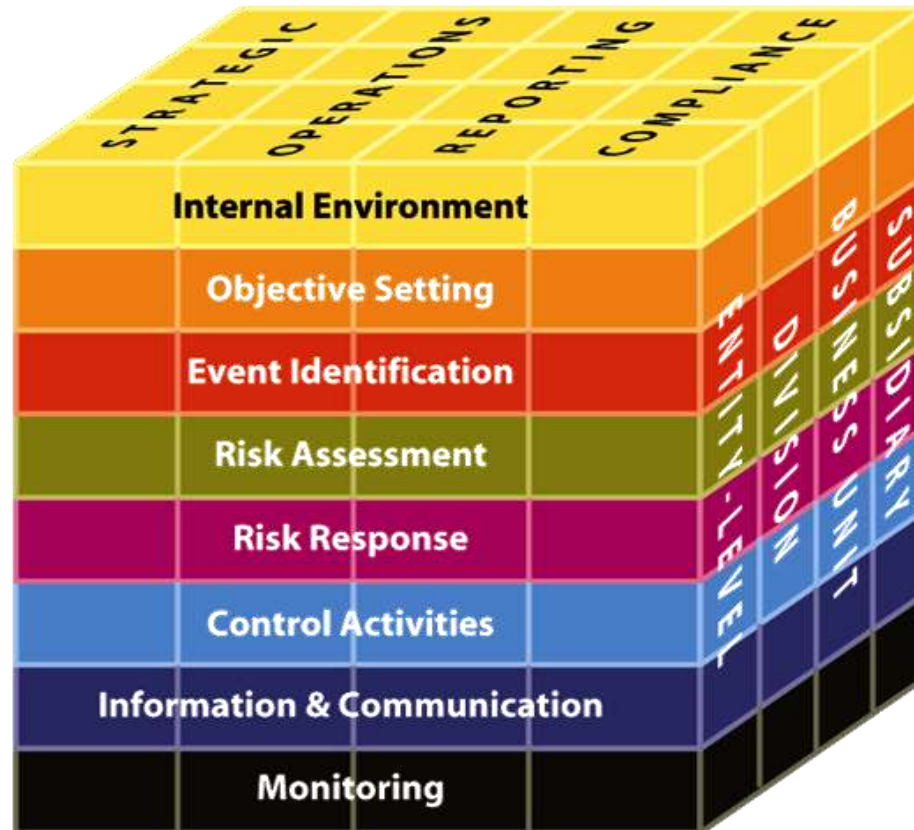 STRATEGIC
OPERATIONS
REPORTING
COMPLIANCE
Internal Environment
Objective Setting
Event Identification
Risk Assessment
Risk Response
Control Activities
Information & Communication
Monitoring
ENTITY-LEVEL
DIVISION
BUSINESS UNIT
SUBSIDIARY